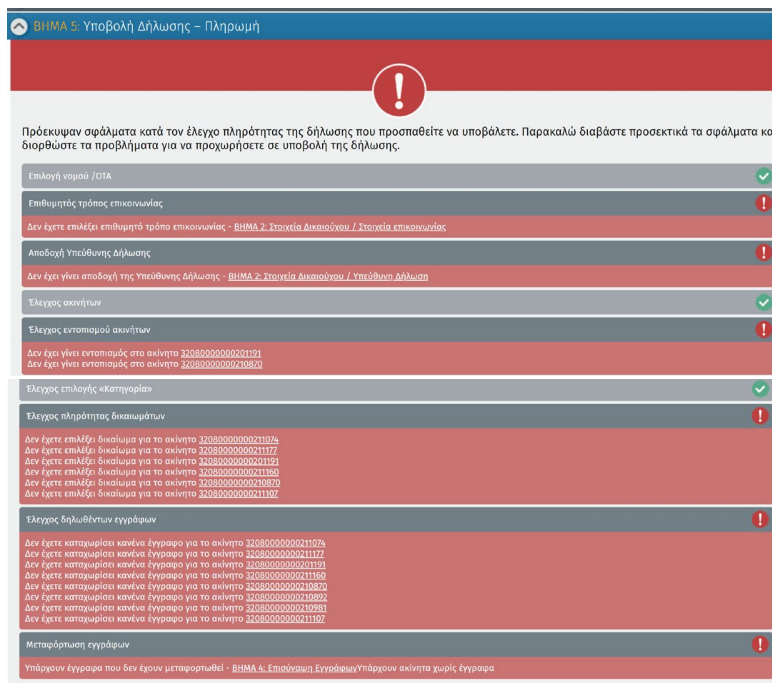 ΒΗΜΑ 5: Υποβολή Δήλωσης – Πληρωμή
Πρόεκυψαν σφάλματα κατά τον έλεγχο πληρότητας της δήλωσης που προσπαθείτε να υποβάλετε. Παρακαλώ διαβάστε προσεκτικά τα σφάλματα κα
διορθώστε τα προβλήματα για να προχωρήσετε σε υποβολή της δήλωσης.
Επιλογή νομού /ΟΤΑ
Επιθυμητός τρόπος επικοινωνίας
Δεν έχετε επιλέξει επιθυμητό τρόπο επικοινωνίας - ΒΗΜΑ 2: Στοιχεία Δικαιούχου / Στοιχεία επικοινωνίας
Αποδοχή Υπεύθυνης Δήλωσης
Δεν έχει γίνει αποδοχή της Υπεύθυνης Δήλωσης - ΒΗΜΑ 2: Στοιχεία Δικαιούχου / Υπεύθυνη Δήλωση
Έλεγχος ακινήτων
Έλεγχος εντοπισμού ακινήτων
Δεν έχει γίνει εντοπισμός στο ακίνητο 32080000000201191
Δεν έχει γίνει εντοπισμός στο ακίνητο 32080000000210870
Έλεγχος επιλογής «Κατηγορία»
Έλεγχος πληρότητας δικαιωμάτων
Δεν έχετε επιλέξει δικαίωμα για το ακίνητο 32080000000211074
Δεν έχετε επιλέξει δικαίωμα για το ακίνητο 32080000000211177
Δεν έχετε επιλέξει δικαίωμα για το ακίνητο 32080000000201191
Δεν έχετε επιλέξει δικαίωμα για το ακίνητο 32080000000211160
Δεν έχετε επιλέξει δικαίωμα για το ακίνητο 32080000000210870
Δεν έχετε επιλέξει δικαίωμα για το ακίνητο 32080000000211107
Έλεγχος δηλωθέντων εγγράφων
Δεν έχετε καταχωρίσει κανένα έγγραφο για το ακίνητο 32080000000211074
Δεν έχετε καταχωρίσει κανένα έγγραφο για το ακίνητο 32080000000211177
Δεν έχετε καταχωρίσει κανένα έγγραφο για το ακίνητο 32080000000201191
Δεν έχετε καταχωρίσει κανένα έγγραφο για το ακίνητο 32080000000211160
Δεν έχετε καταχωρίσει κανένα έγγραφο για το ακίνητο 32080000000210870
Δεν έχετε καταχωρίσει κανένα έγγραφο για το ακίνητο 32080000000210892
Δεν έχετε καταχωρίσει κανένα έγγραφο για το ακίνητο 32080000000210981
Δεν έχετε καταχωρίσει κανένα έγγραφο για το ακίνητο 32080000000211107
Μεταφόρτωση εγγράφων
Υπάρχουν έγγραφα που δεν έχουν μεταφορτωθεί - ΒΗΜΑ 4: Επισύναψη ΕγγράφωνΥπάρχουν ακίνητα χωρίς έγγραφα